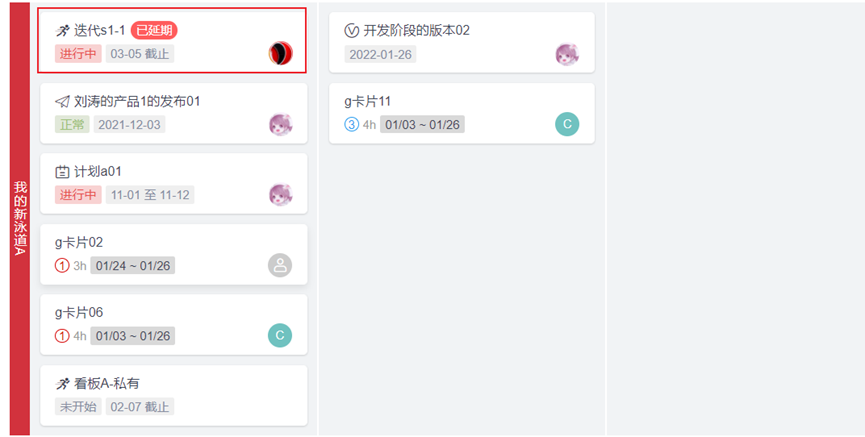 我的新泳道A
迭代s1-1 已延期
进行中 03-05 截止
刘涛的产品1的发布01
正常 2021-12-03
计划a01
进行中 11-01 至 11-12
g卡片02
1 3h 01/24 ~ 01/26
g卡片06
1 4h 01/03 ~ 01/26
C
看板A-私有
未开始 02-07 截止
开发阶段的版本02
2022-01-26
g卡片11
3 4h 01/03 ~ 01/26
C